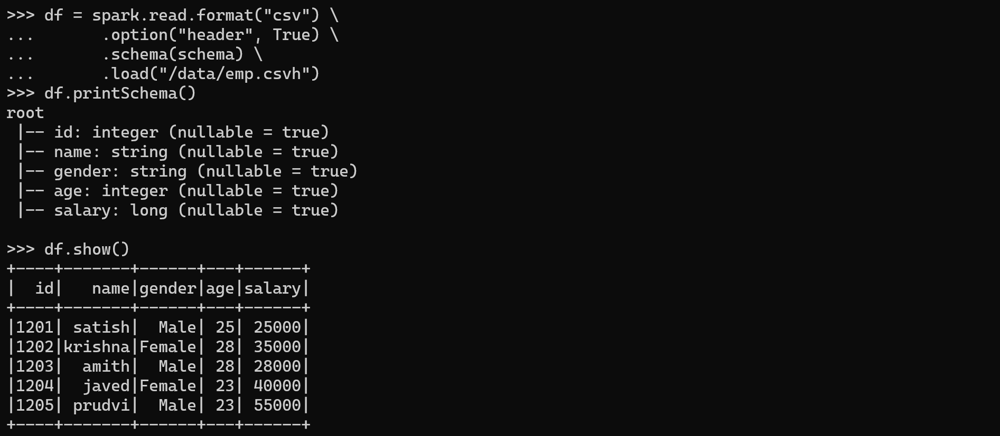 >>> df = spark.read.format("csv") \
...       .option("header", True) \
...       .schema(schema) \
...       .load("/data/emp.csvh")
>>> df.printSchema()
root
 |-- id: integer (nullable = true)
 |-- name: string (nullable = true)
 |-- gender: string (nullable = true)
 |-- age: integer (nullable = true)
 |-- salary: long (nullable = true)

>>> df.show()
+----+-------+------+---+------+
|  id|   name|gender|age|salary|
+----+-------+------+---+------+
|1201| satish|  Male| 25| 25000|
|1202|krishna|Female| 28| 35000|
|1203|  amith|  Male| 28| 28000|
|1204|  javed|Female| 23| 40000|
|1205| prudvi|  Male| 23| 55000|
+----+-------+------+---+------+